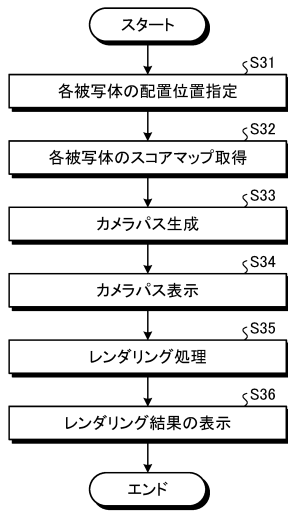 スタート
S31
各被写体の配置位置指定
S32
各被写体のスコアマップ取得
S33
カメラパス生成
S34
カメラパス表示
S35
レンダリング処理
S36
レンダリング結果の表示
エンド